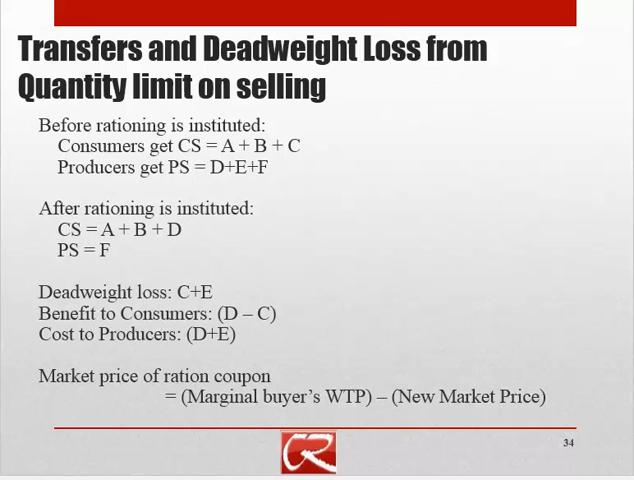 Transfers and Deadweight Loss from
Quantity limit on selling
Before rationing is instituted:
Consumers get CS = A + B + C
Producers get PS = D+E+F
After rationing is instituted:
CS = A + B + D
PS = F
Deadweight loss: C+E
Benefit to Consumers: (D – C)
Cost to Producers: (D+E)
Market price of ration coupon
= (Marginal buyer's WTP) – (New Market Price)
34
CR